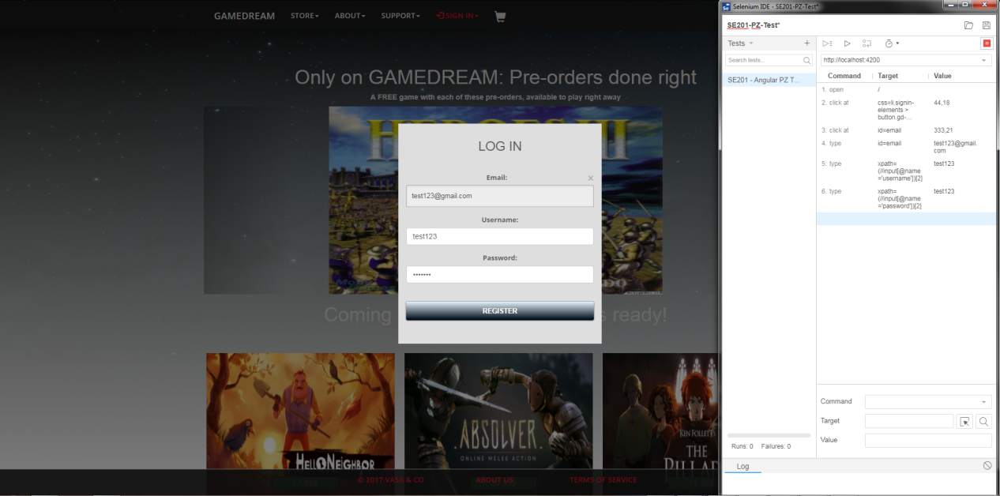 GAMEDREAM STORE ABOUT SUPPORT SIGN IN
Only on GAMEDREAM: Pre-orders done right
A FREE game with each of these pre-orders, available to play right away
HEROES III
LOG IN
Email:
×
test123@gmail.com
Username:
test123
Password:
•••••••
REGISTER
Coming
s ready!
HELLO NEIGHBOR
ABSOLVER
ONLINE MELEE ACTION
KEN FOLLETT'S
THE
PILLAR
© 2017 VASA & CO ABOUT US TERMS OF SERVICE
Se Selenium IDE - SE201-PZ-Test*
SE201-PZ-Test*
Tests
+
Search tests...
SE201 - Angular PZ T...
http://localhost:4200
Command Target Value
1. open /
2. click at css=li.signin- 44,18
elements >
button.gd-...
3. click at id=email 333,21
4. type id=email test123@gmail.
com
5. type xpath= test123
(//input[@name
='username'])[2]
6. type xpath= test123
(//input[@name
='password'])[2]
Command
Target
Value
Runs: 0 Failures: 0
Log